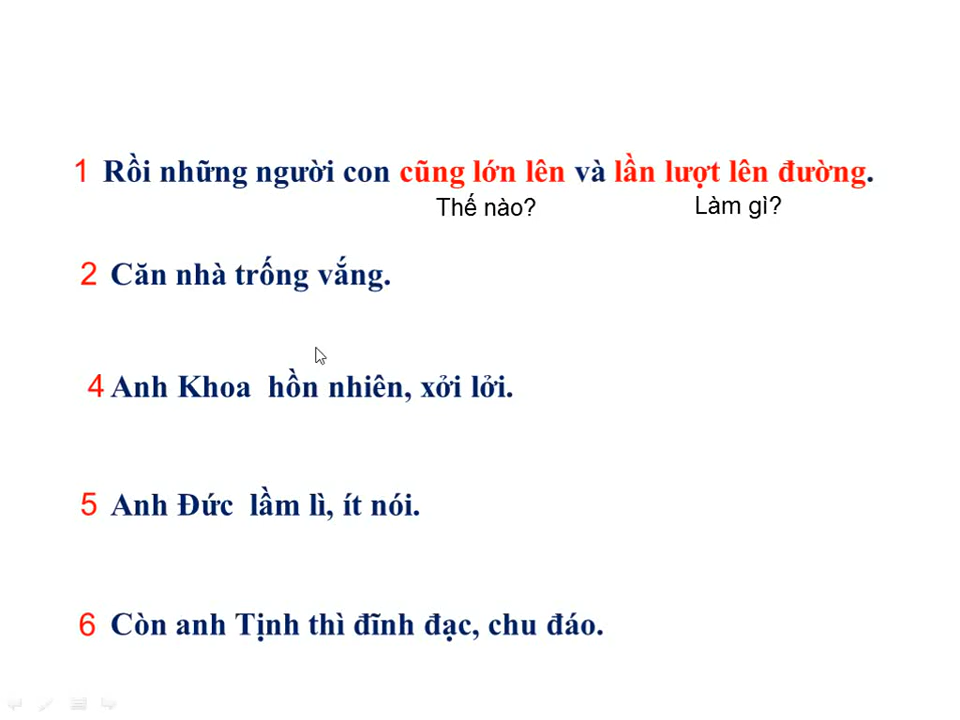 1 Rồi những người con cũng lớn lên và lần lượt lên đường.
Thế nào? Làm gì?
2 Căn nhà trống vắng.
4 Anh Khoa hồn nhiên, xởi lởi.
5 Anh Đức lầm lì, ít nói.
6 Còn anh Tịnh thì đĩnh đạc, chu đáo.